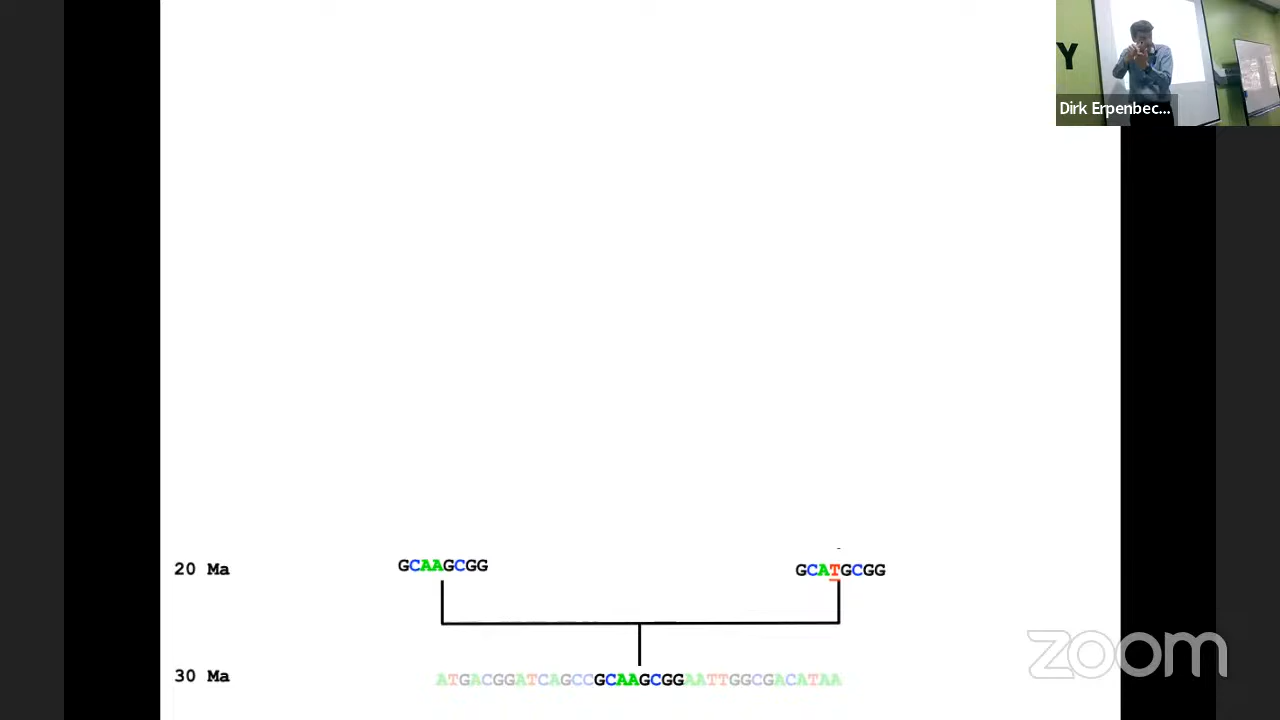 Y
Dirk Erpenbec...
20 Ma
GCAAGCGG
GCATGCGG
30 Ma
ATGACGGATCAGCCGCAAGCGGAATTGGCGACATAA
zoom